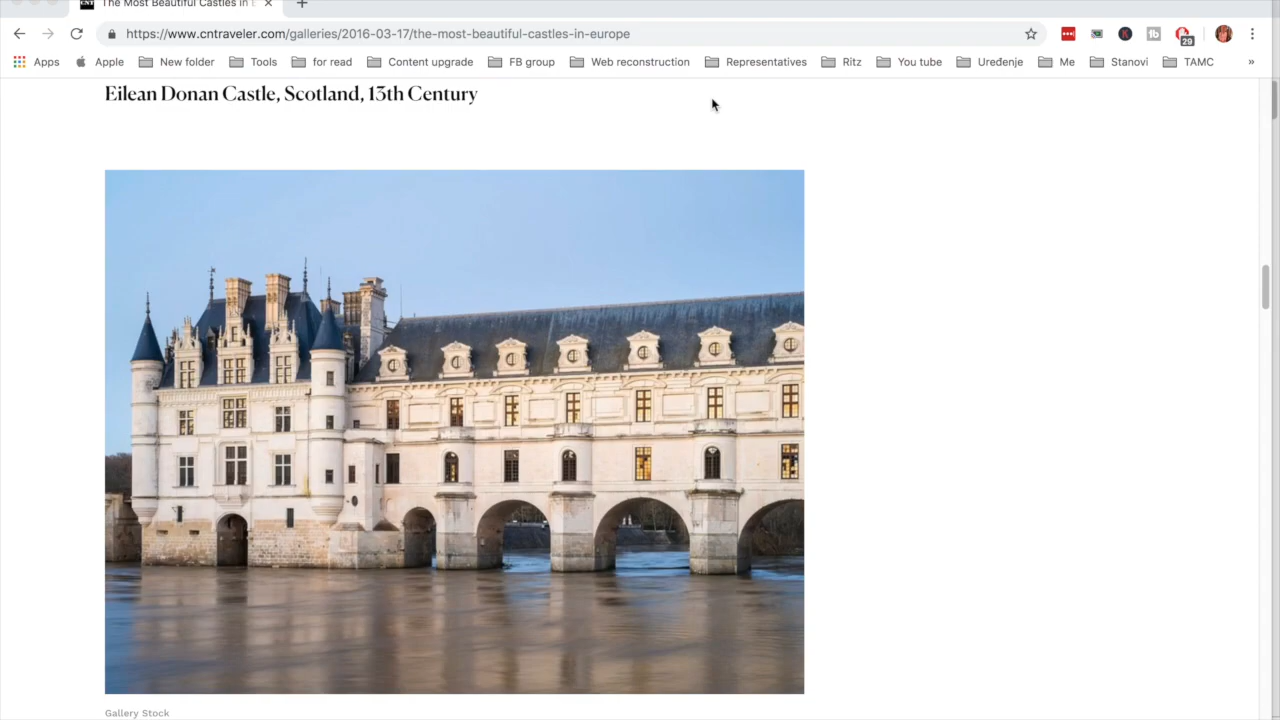 CNT The Most Beautiful Castles in E
https://www.cntraveler.com/galleries/2016-03-17/the-most-beautiful-castles-in-europe
29
Apps Apple New folder Tools for read Content upgrade FB group Web reconstruction Representatives Ritz You tube Uređenje Me Stanovi TAMC »
Eilean Donan Castle, Scotland, 13th Century
Gallery Stock